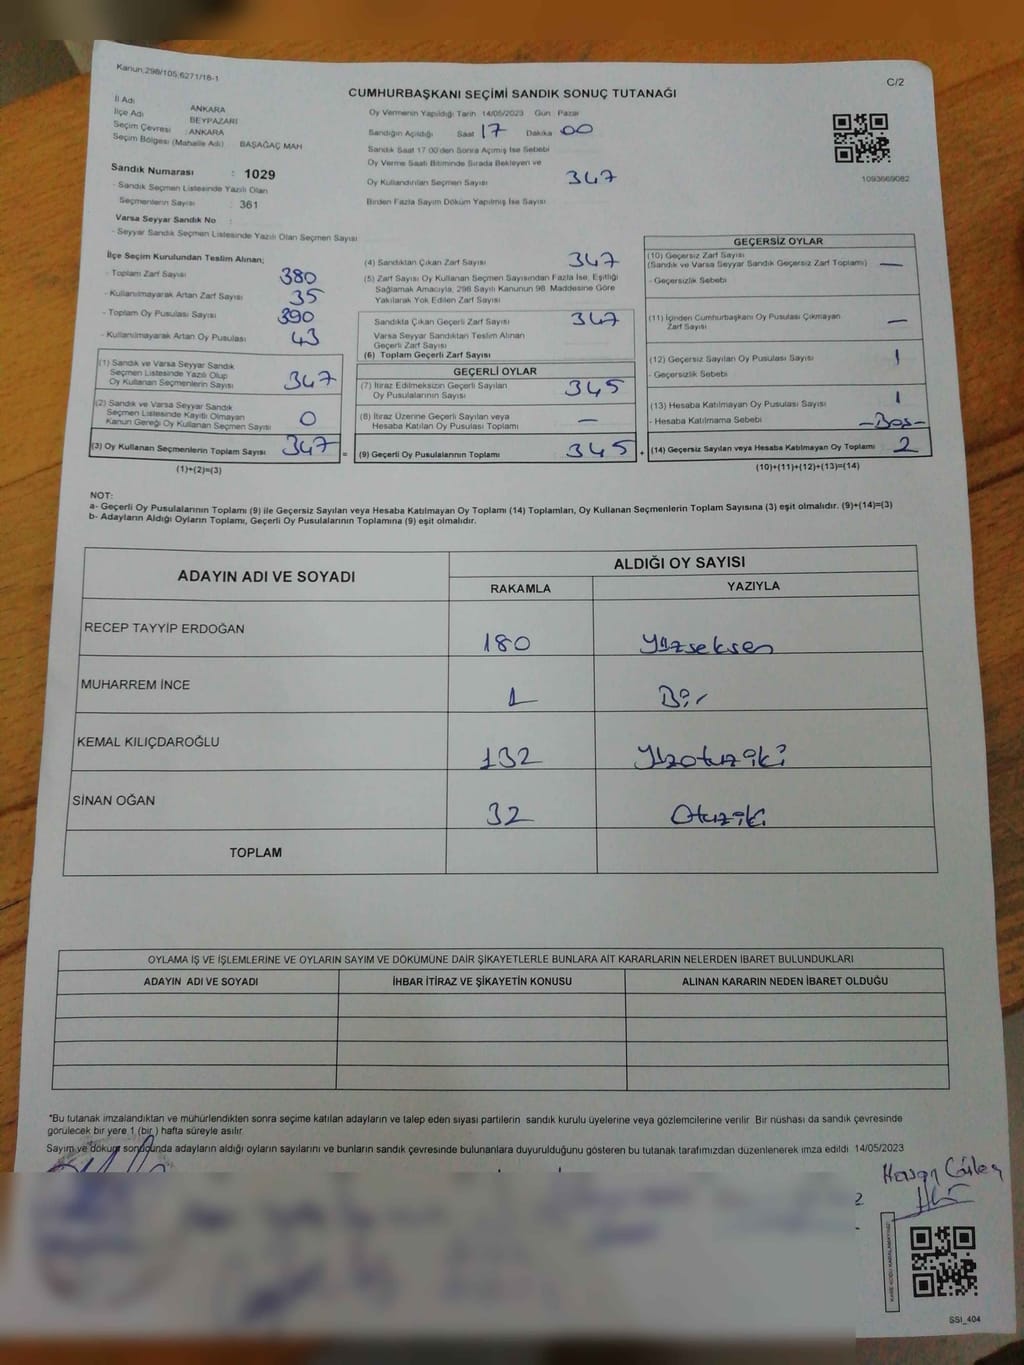 Kanun;298/105;6271/18-1
C/2
CUMHURBAŞKANI SEÇİMİ SANDIK SONUÇ TUTANAĞI
İl Adı ANKARA
İlçe Adı BEYPAZARI
Seçim Çevresi : ANKARA
Seçim Bölgesi (Mahalle Adı) BAŞAĞAÇ MAH
Sandık Numarası : 1029
- Sandık Seçmen Listesinde Yazılı Olan
Seçmenlerin Sayısı : 361
Varsa Seyyar Sandık No :
- Seyyar Sandık Seçmen Listesinde Yazılı Olan Seçmen Sayısı
Oy Vermenin Yapıldığı Tarih 14/05/2023 Gün Pazar
Sandığın Açıldığı Saat 17 Dakika 00
Sandık Saat 17 00'den Sonra Açılmış İse Sebebi
Oy Verme Saati Bitiminde Sırada Bekleyen ve
Oy Kullandırılan Seçmen Sayısı 347
Birden Fazla Sayım Döküm Yapılmış İse Sayısı
1093669082
İlçe Seçim Kurulundan Teslim Alınan;
- Toplam Zarf Sayısı 380
- Kullanılmayarak Artan Zarf Sayısı 35
- Toplam Oy Pusulası Sayısı 390
- Kullanılmayarak Artan Oy Pusulası 43
(1) Sandık ve Varsa Seyyar Sandık
Seçmen Listesinde Yazılı Olup
Oy Kullanan Seçmenlerin Sayısı 347
(2) Sandık ve Varsa Seyyar Sandık
Seçmen Listesinde Kayıtlı Olmayan
Kanun Gereği Oy Kullanan Seçmen Sayısı 0
(3) Oy Kullanan Seçmenlerin Toplam Sayısı 347
=
(1)+(2)=(3)
(4) Sandıktan Çıkan Zarf Sayısı 347
(5) Zarf Sayısı Oy Kullanan Seçmen Sayısından Fazla İse, Eşitliği
Sağlamak Amacıyla, 298 Sayılı Kanunun 98. Maddesine Göre
Yakılarak Yok Edilen Zarf Sayısı
Sandıkta Çıkan Geçerli Zarf Sayısı 347
Varsa Seyyar Sandıktan Teslim Alınan
Geçerli Zarf Sayısı
(6) Toplam Geçerli Zarf Sayısı
GEÇERLİ OYLAR
(7) İtiraz Edilmeksizin Geçerli Sayılan
Oy Pusulalarının Sayısı 345
(8) İtiraz Üzerine Geçerli Sayılan veya
Hesaba Katılan Oy Pusulası Toplamı —
(9) Geçerli Oy Pusulalarının Toplamı 345
+
GEÇERSİZ OYLAR
(10) Geçersiz Zarf Sayısı
(Sandık ve Varsa Seyyar Sandık Geçersiz Zarf Toplamı) —
- Geçersizlik Sebebi
(11) İçinden Cumhurbaşkanı Oy Pusulası Çıkmayan
Zarf Sayısı —
(12) Geçersiz Sayılan Oy Pusulası Sayısı 1
- Geçersizlik Sebebi
(13) Hesaba Katılmayan Oy Pusulası Sayısı 1
- Hesaba Katılmama Sebebi -Boş-
(14) Geçersiz Sayılan veya Hesaba Katılmayan Oy Toplamı 2
(10)+(11)+(12)+(13)=(14)
NOT:
a- Geçerli Oy Pusulalarının Toplamı (9) ile Geçersiz Sayılan veya Hesaba Katılmayan Oy Toplamı (14) Toplamları, Oy Kullanan Seçmenlerin Toplam Sayısına (3) eşit olmalıdır. (9)+(14)=(3)
b- Adayların Aldığı Oyların Toplamı, Geçerli Oy Pusulalarının Toplamına (9) eşit olmalıdır.
ADAYIN ADI VE SOYADI
ALDIĞI OY SAYISI
RAKAMLA YAZIYLA
RECEP TAYYİP ERDOĞAN 180 Yüzseksen
MUHARREM İNCE 1 Bir
KEMAL KILIÇDAROĞLU 132 Yüzotuziki
SİNAN OĞAN 32 Otuziki
TOPLAM
OYLAMA İŞ VE İŞLEMLERİNE VE OYLARIN SAYIM VE DÖKÜMÜNE DAİR ŞİKAYETLERLE BUNLARA AİT KARARLARIN NELERDEN İBARET BULUNDUKLARI
ADAYIN ADI VE SOYADI İHBAR İTİRAZ VE ŞİKAYETİN KONUSU ALINAN KARARIN NEDEN İBARET OLDUĞU
*Bu tutanak imzalandıktan ve mühürlendikten sonra seçime katılan adayların ve talep eden siyasi partilerin sandık kurulu üyelerine veya gözlemcilerine verilir Bir nüshası da sandık çevresinde
görülecek bir yere 1 (bir ) hafta süreyle asılır.
Sayım ve döküm sonucunda adayların aldığı oyların sayılarını ve bunların sandık çevresinde bulunanlara duyurulduğunu gösteren bu tutanak tarafımızdan düzenlenerek imza edildi 14/05/2023
Hasan
2
SSI_404